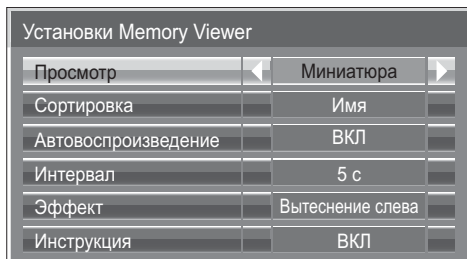 Установки Memory Viewer
Просмотр Миниатюра
Сортировка Имя
Автовоспроизведение ВКЛ
Интервал 5 с
Эффект Вытеснение слева
Инструкция ВКЛ